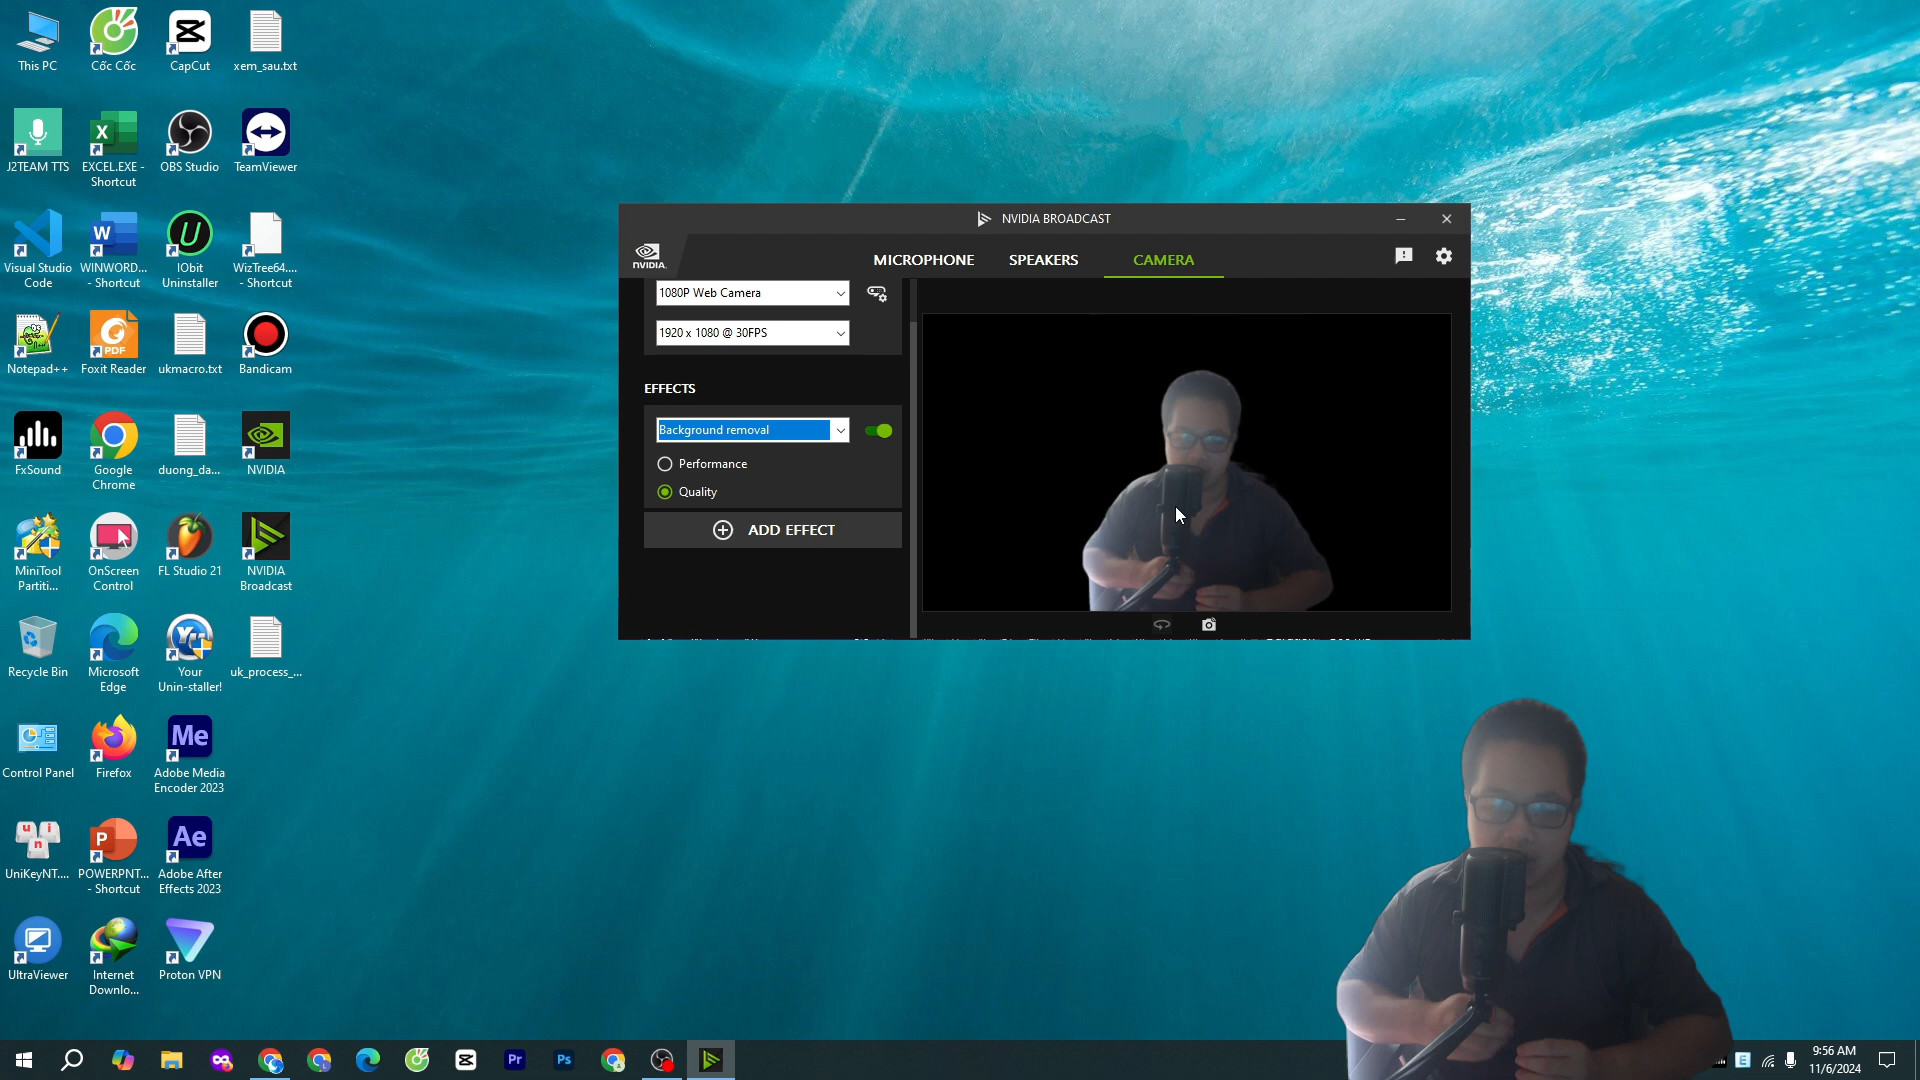 This PC
Cốc Cốc
CapCut
xem_sau.txt
J2TEAM TTS
EXCEL.EXE -
Shortcut
OBS Studio
TeamViewer
Visual Studio
Code
WINWORD...
- Shortcut
IObit
Uninstaller
WizTree64....
- Shortcut
Notepad++
Foxit Reader
ukmacro.txt
Bandicam
FxSound
Google
Chrome
duong_da...
NVIDIA
MiniTool
Partiti...
OnScreen
Control
FL Studio 21
NVIDIA
Broadcast
Recycle Bin
Microsoft
Edge
Your
Unin-staller!
uk_process_...
Control Panel
Firefox
Adobe Media
Encoder 2023
UniKeyNT....
POWERPNT...
- Shortcut
Adobe After
Effects 2023
UltraViewer
Internet
Downlo...
Proton VPN
NVIDIA BROADCAST
NVIDIA.
MICROPHONE
SPEAKERS
CAMERA
1080P Web Camera
1920 x 1080 @ 30FPS
EFFECTS
Background removal
Performance
Quality
ADD EFFECT
PDF
Me
Ae
Pr
Ps
E
9:56 AM
11/6/2024